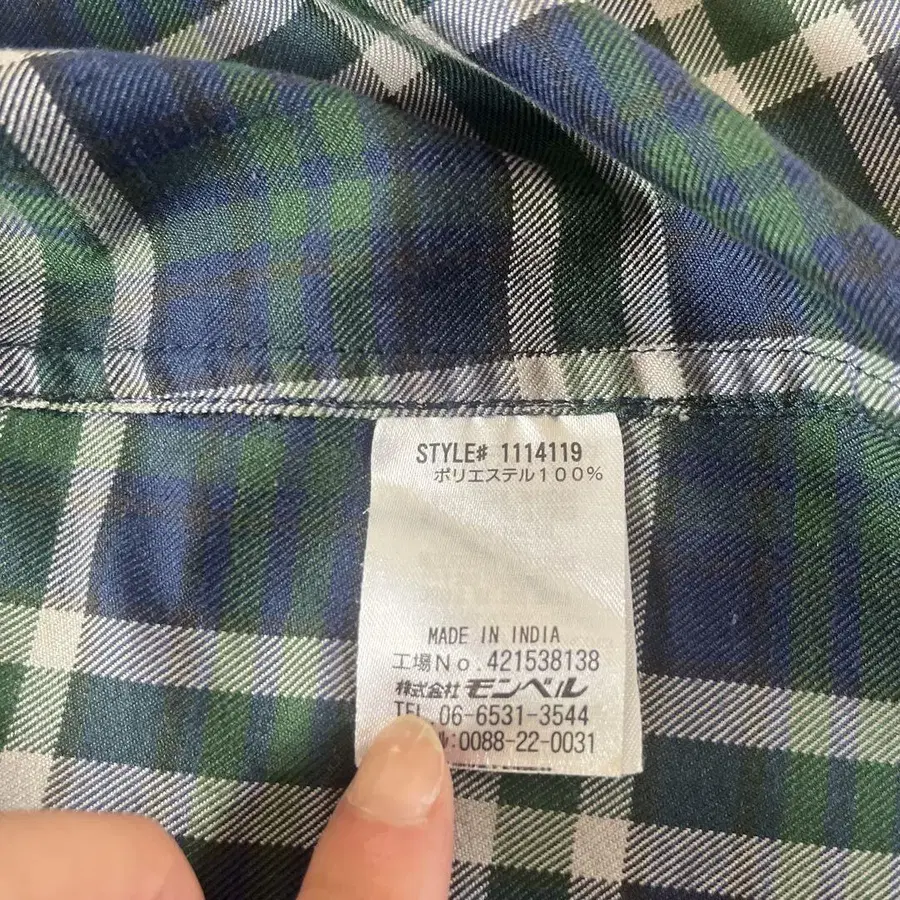 STYLE# 1114119
ポリエステル100%
MADE IN INDIA
工場No.421538138
株式会社 モンベル
TEL.06-6531-3544
ル:0088-22-0031